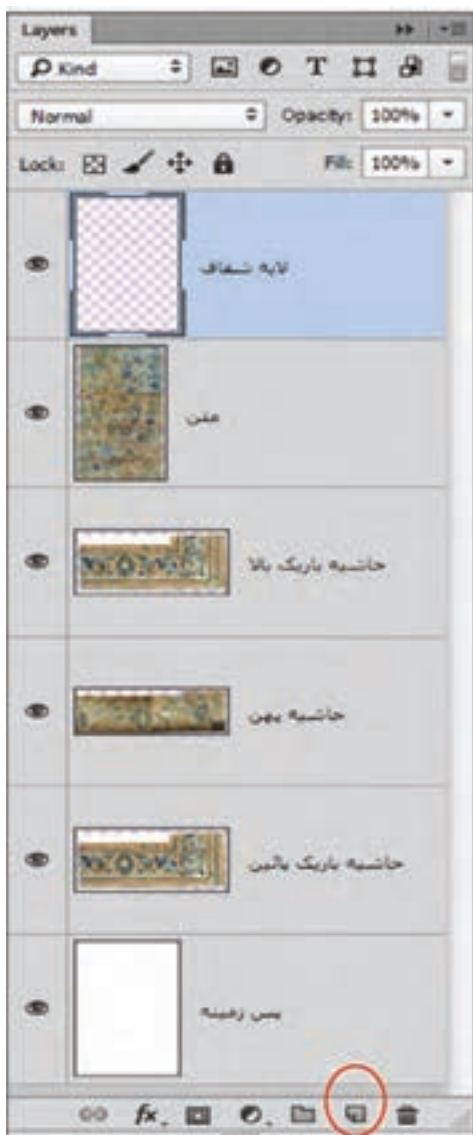 Layers
Kind
Normal Opacity: 100%
Lock: Fill: 100%
لایه شفاف
متن
حاشیه باریک بالا
حاشیه پهن
حاشیه باریک پائین
پس زمینه
fx